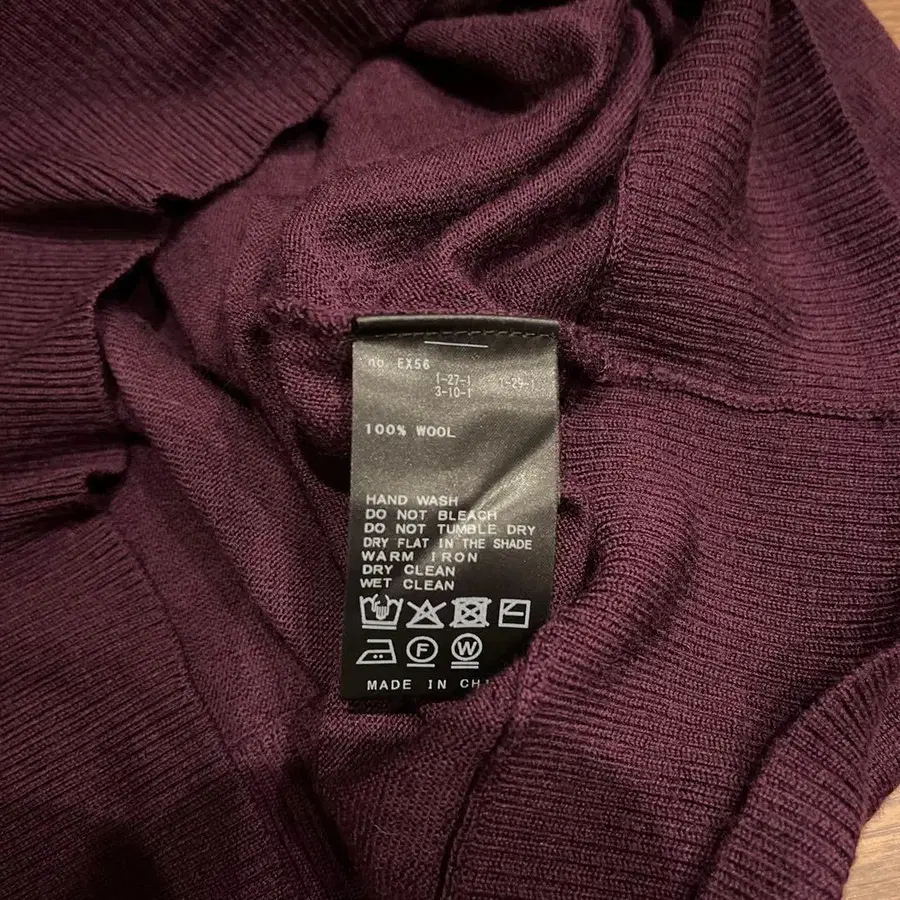 no. EX56
1-27-1 1-29-1
3-10-1
100% WOOL
HAND WASH
DO NOT BLEACH
DO NOT TUMBLE DRY
DRY FLAT IN THE SHADE
WARM IRON
DRY CLEAN
WET CLEAN
F W
MADE IN CHI